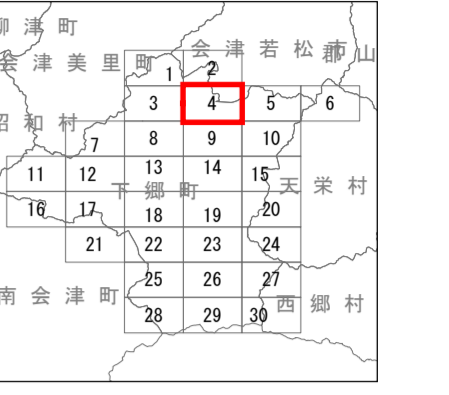 柳津町
会津若松市
郡山
会津美里町
1 2
3 4 5 6
昭和村
7 8 9 10
11 12 13 14 15
下郷町
天栄村
16 17 18 19 20
21 22 23 24
南会津町
25 26 27
西郷村
28 29 30